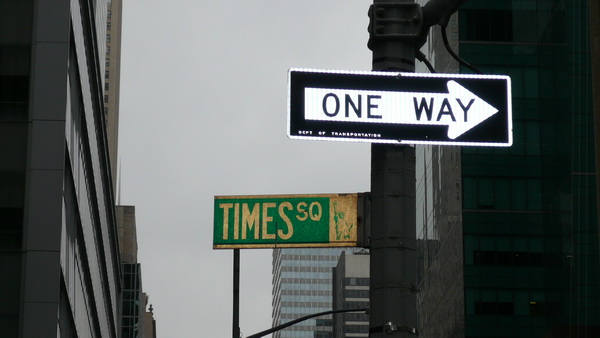 ONE WAY
DEPT OF TRANSPORTATION
TIMES SQ